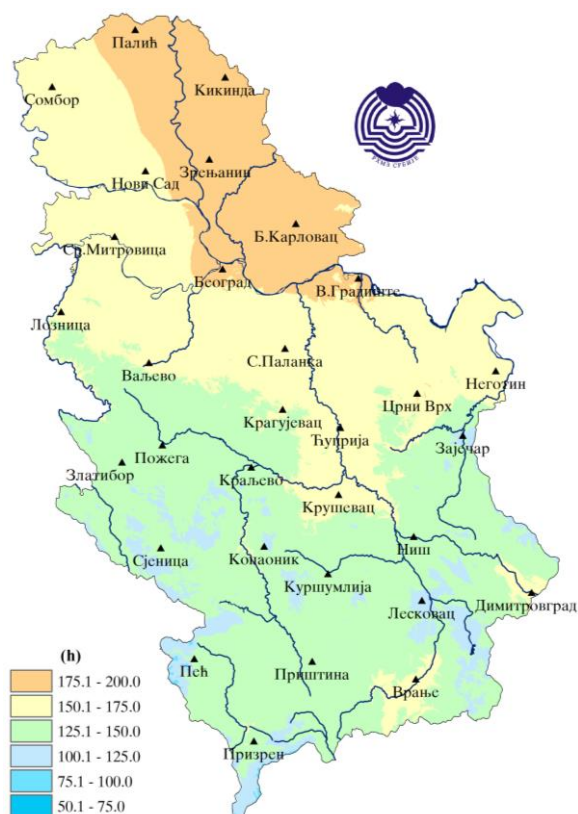 Палић
Кикинда
Сомбор
Зрењанин
Нови Сад
Б.Карловац
Ср.Митровица
Београд
В.Градиште
Лозница
С.Паланка
Ваљево
Неготин
Црни Врх
Крагујевац
Ћуприја
Зајечар
Пожега
Златибор
Краљево
Крушевац
Ниш
Сјеница
Копаоник
Куршумлија
Димитровград
Лесковац
Пећ
Приштина
Врање
Призрен
РХМЗ СРБИЈЕ
(h)
175.1 - 200.0
150.1 - 175.0
125.1 - 150.0
100.1 - 125.0
75.1 - 100.0
50.1 - 75.0